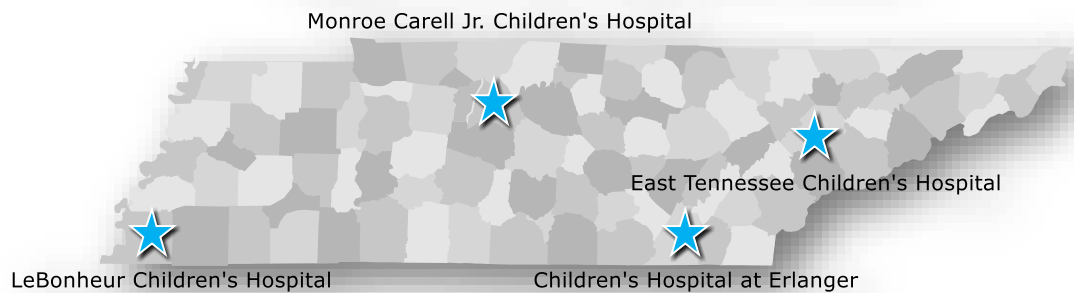 Monroe Carell Jr. Children's Hospital
East Tennessee Children's Hospital
LeBonheur Children's Hospital
Children's Hospital at Erlanger